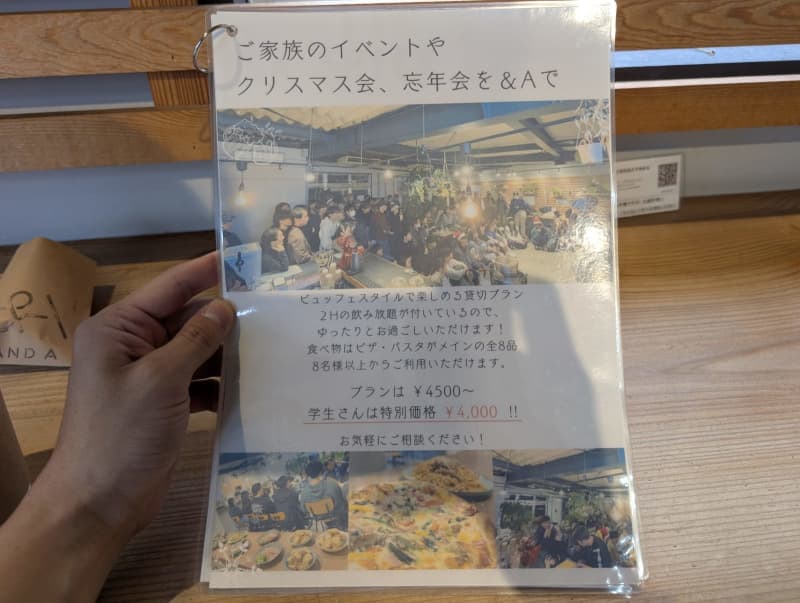 ご家族のイベントや
クリスマス会、忘年会を&Aで
ビュッフェスタイルで楽しめる貸切プラン
2Hの飲み放題が付いているので、
ゆったりとお過ごしいただけます！
食べ物はピザ・パスタがメインの全8品
8名様以上からご利用いただけます。
プランは ¥4500〜
学生さんは特別価格 ¥4,000 !!
お気軽にご相談ください！
AND A